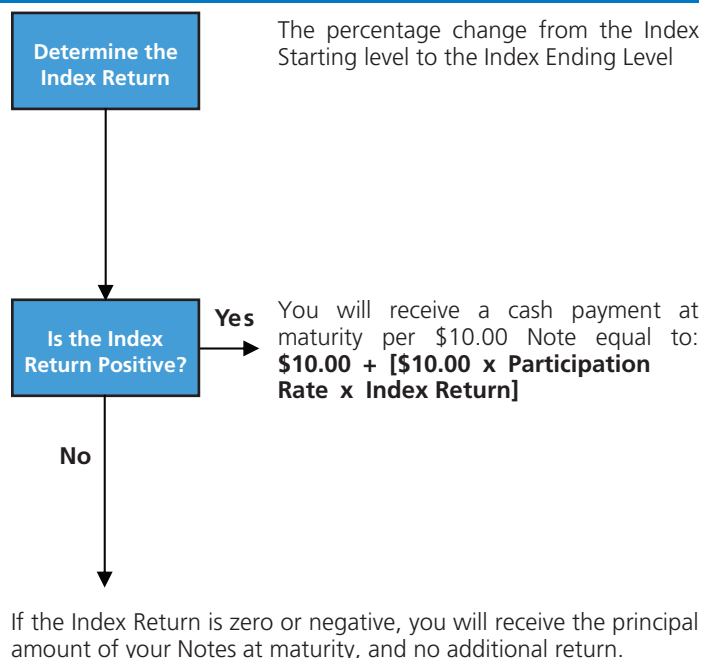 Determine the
Index Return
The percentage change from the Index
Starting level to the Index Ending Level
Is the Index
Return Positive?
Yes
You will receive a cash payment at
maturity per $10.00 Note equal to:
$10.00 + [$10.00 x Participation
Rate x Index Return]
No
If the Index Return is zero or negative, you will receive the principal
amount of your Notes at maturity, and no additional return.